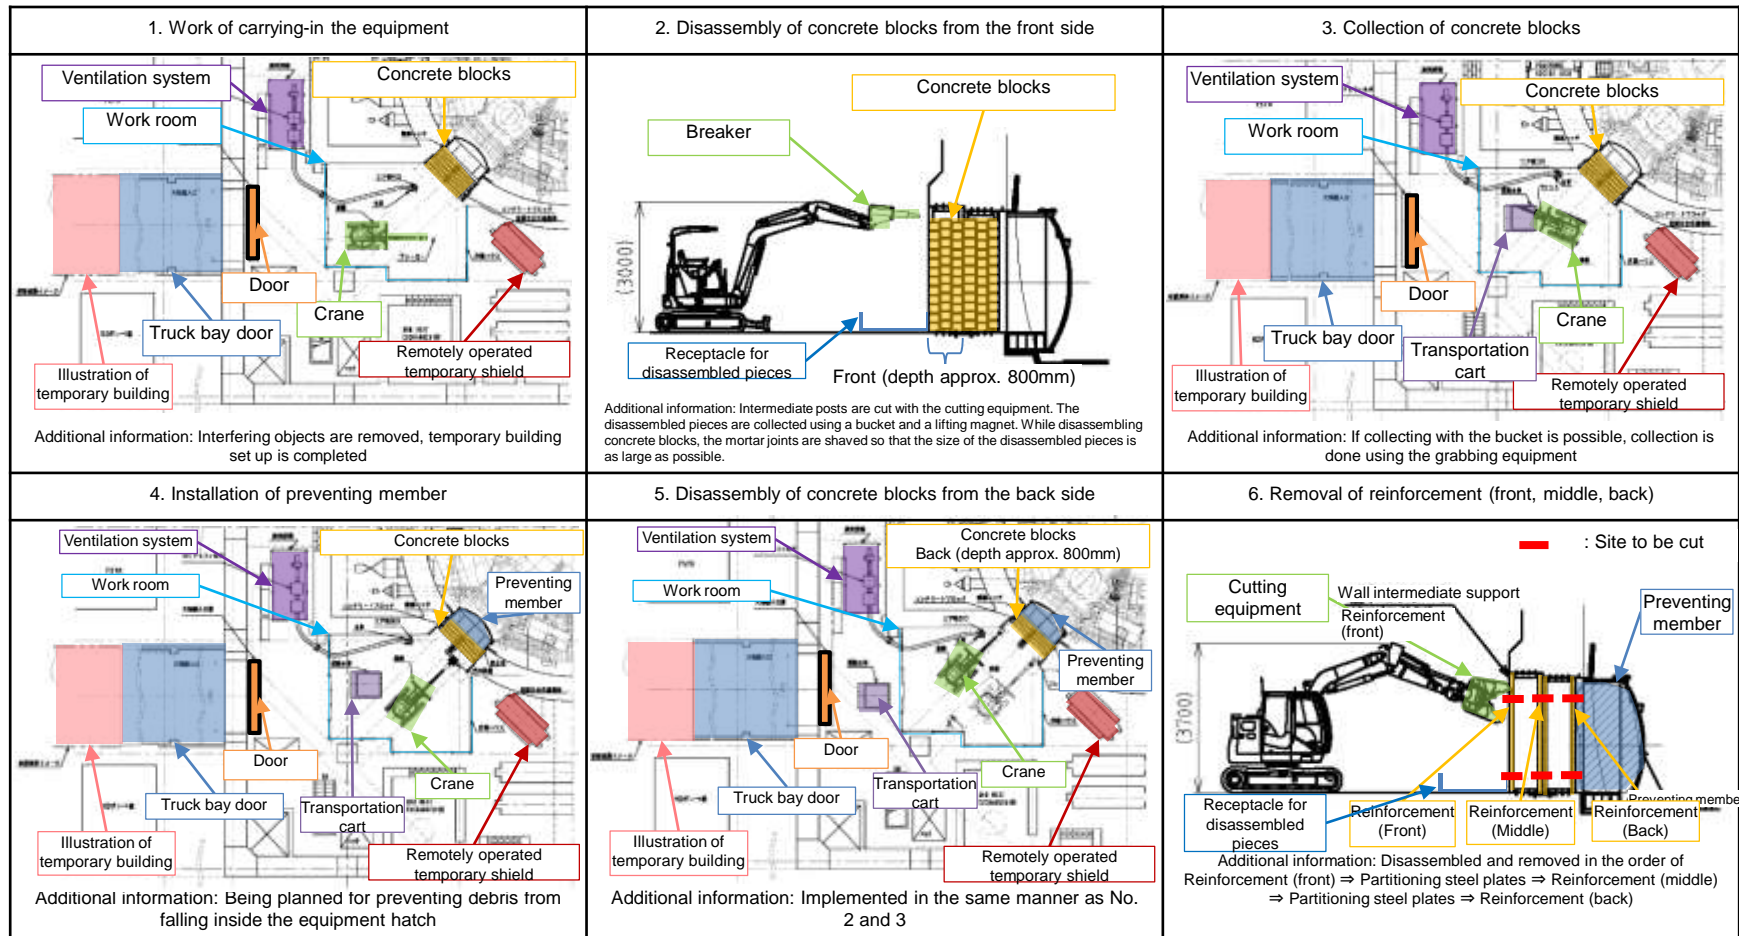 1. Work of carrying-in the equipment
Ventilation system
Concrete blocks
Work room
Door
Crane
Truck bay door
Remotely operated
temporary shield
Illustration of
temporary building
Additional information: Interfering objects are removed, temporary building
set up is completed
2. Disassembly of concrete blocks from the front side
Concrete blocks
Breaker
(3000)
Receptacle for
disassembled pieces
Front (depth approx. 800mm)
Additional information: Intermediate posts are cut with the cutting equipment. The
disassembled pieces are collected using a bucket and a lifting magnet. While disassembling
concrete blocks, the mortar joints are shaved so that the size of the disassembled pieces is
as large as possible.
3. Collection of concrete blocks
Ventilation system
Concrete blocks
Work room
Door
Crane
Truck bay door
Transportation
cart
Illustration of
temporary building
Remotely operated
temporary shield
Additional information: If collecting with the bucket is possible, collection is
done using the grabbing equipment
4. Installation of preventing member
Ventilation system
Concrete blocks
Work room
Preventing
member
Door
Crane
Truck bay door
Transportation
cart
Illustration of
temporary building
Remotely operated
temporary shield
Additional information: Being planned for preventing debris from
falling inside the equipment hatch
5. Disassembly of concrete blocks from the back side
Ventilation system
Concrete blocks
Back (depth approx. 800mm)
Work room
Preventing
member
Door
Crane
Truck bay door
Transportation
cart
Illustration of
temporary building
Remotely operated
temporary shield
Additional information: Implemented in the same manner as No.
2 and 3
6. Removal of reinforcement (front, middle, back)
: Site to be cut
Cutting
equipment
Wall intermediate support
Reinforcement
(front)
Preventing
member
(3700)
Preventing member
Receptacle for
disassembled
pieces
Reinforcement
(Front)
Reinforcement
(Middle)
Reinforcement
(Back)
Additional information: Disassembled and removed in the order of
Reinforcement (front) ⇒ Partitioning steel plates ⇒ Reinforcement (middle)
⇒ Partitioning steel plates ⇒ Reinforcement (back)